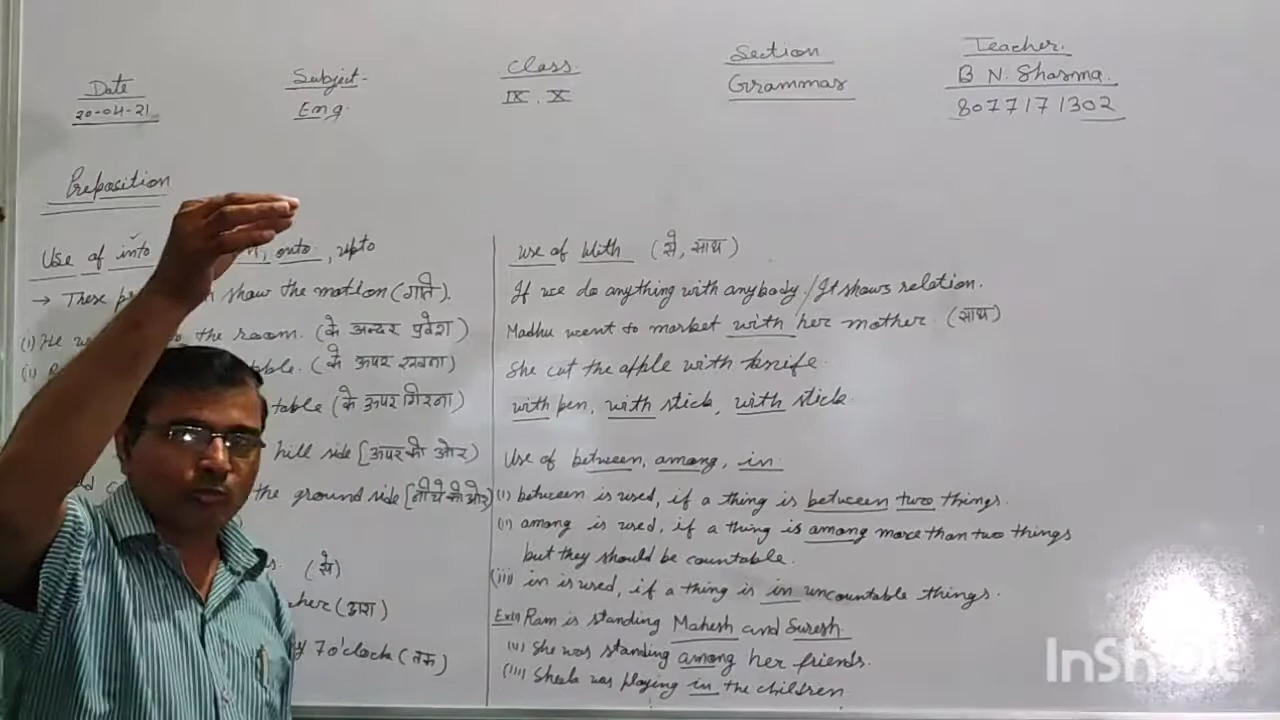 Date
20-04-21
Subject-
Eng.
Class.
IX. X
Section
Grammar
Teacher.
B N. Sharma.
8077171302
Preposition
Use of into onto, upto
→ These show the motion (गति).
(i) He the room. (के अन्दर प्रवेश)
(के ऊपर रखना)
table (के ऊपर गिरना)
hill side [ऊपर की ओर)
the ground side [नीचे की ओर)
(से)
(द्वारा)
7 o'clock (तक)
use of With (से, साथ)
If we do anything with anybody./It shows relation.
Madhu went to market with her mother. (साथ)
She cut the apple with knife.
with pen, with stick, with stick
Use of between, among, in
(i) between is used, if a thing is between two things.
(ii) among is used, if a thing is among more than two things
but they should be countable.
(iii) in is used, if a thing is in uncountable things.
Ex(i) Ram is standing Mahesh and Suresh.
(ii) She was standing among her friends.
(iii) Sheela was playing in the children
InShot